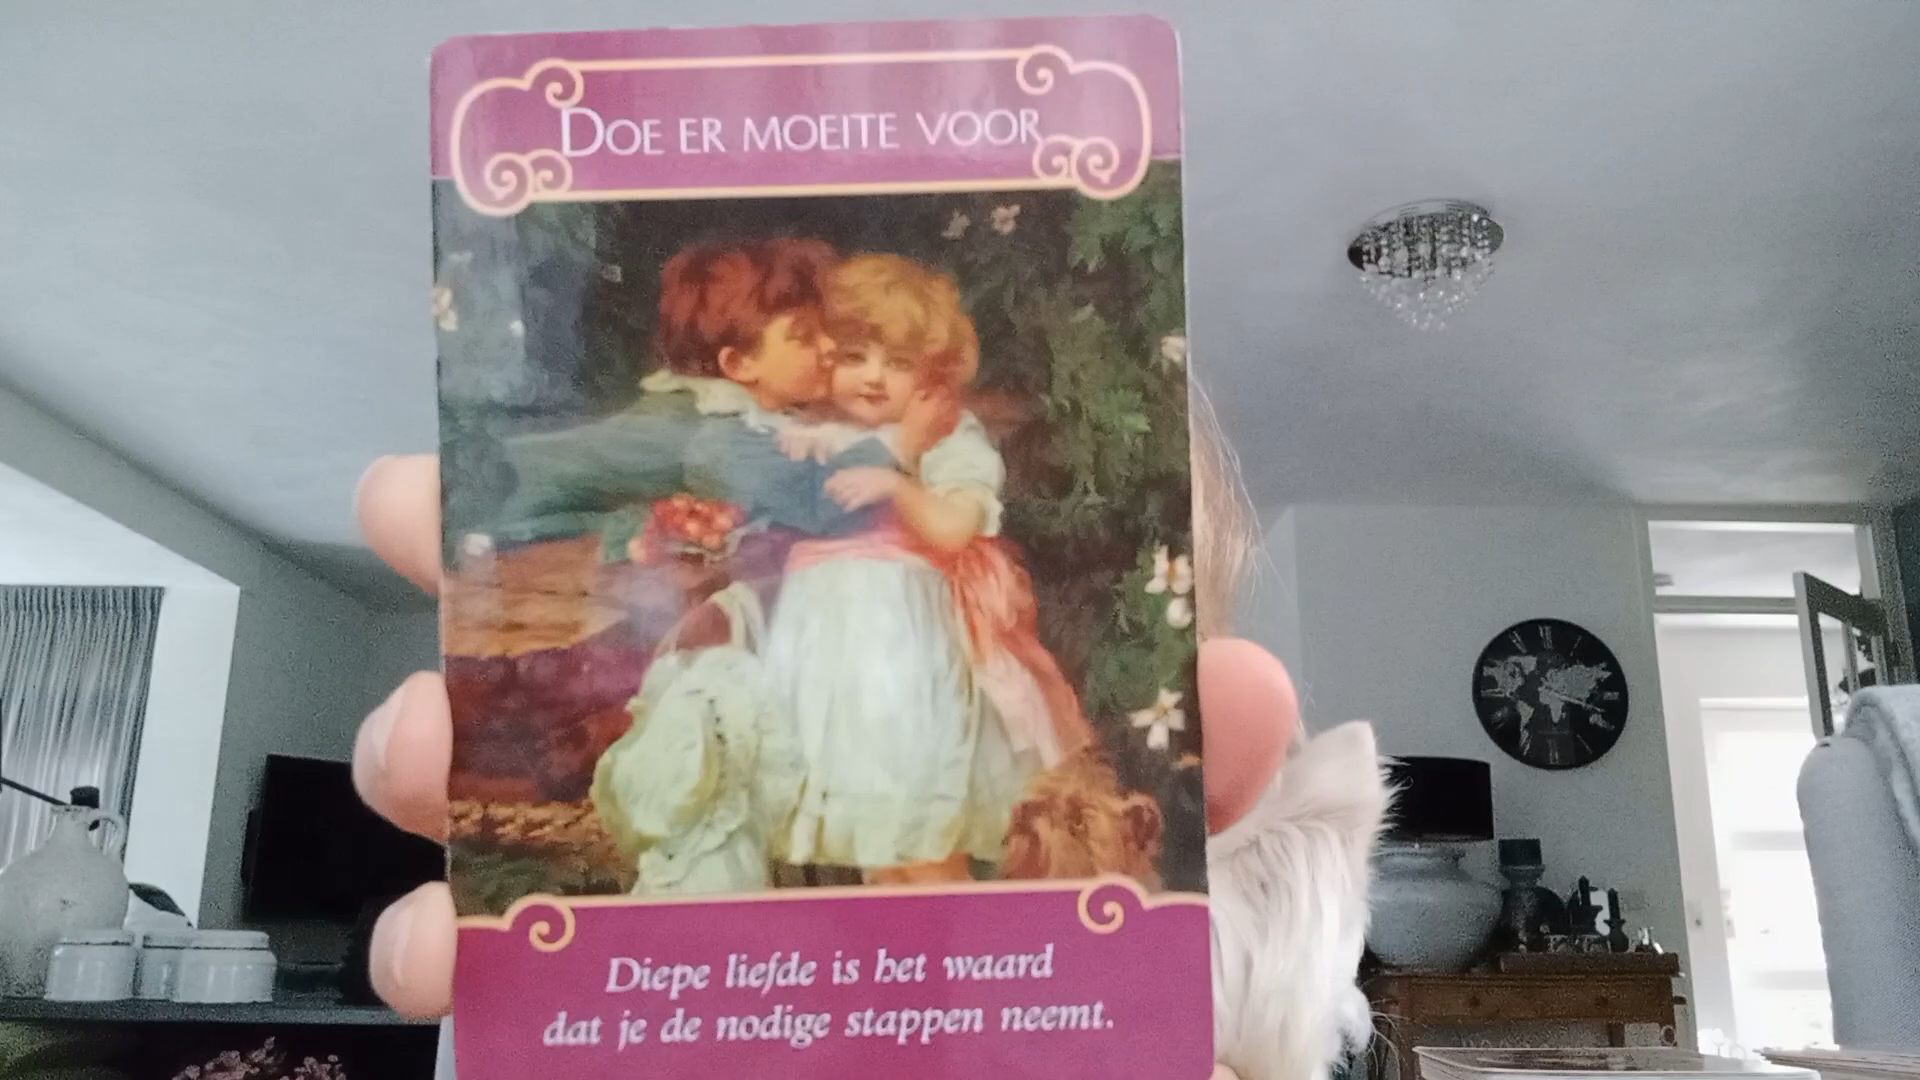 Doe er moeite voor
Diepe liefde is het waard
dat je de nodige stappen neemt.